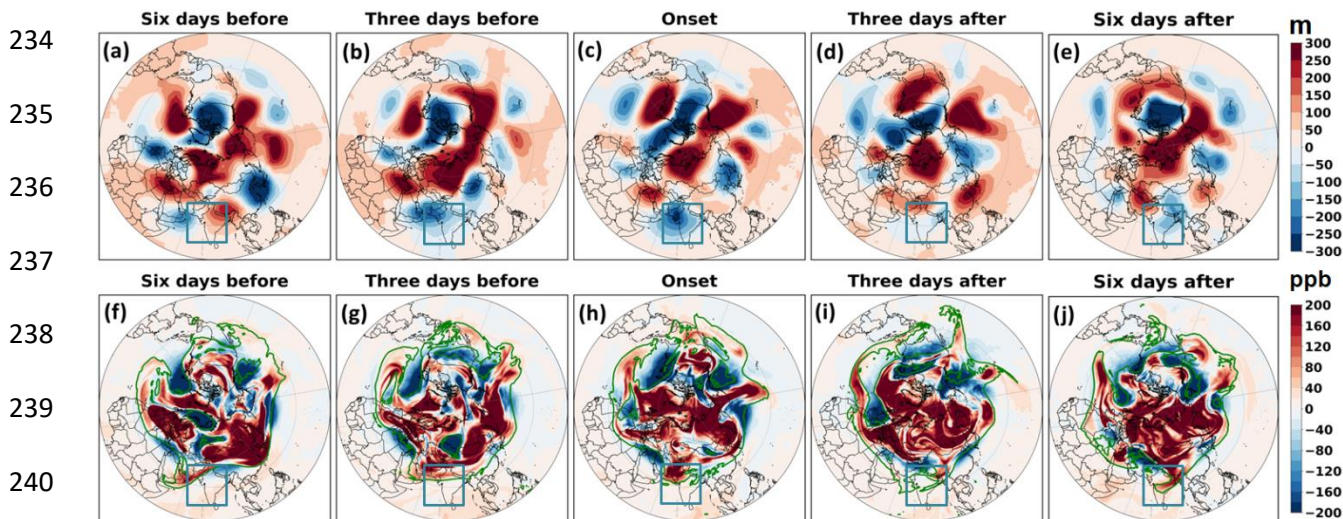 234
Six days before
Three days before
Onset
Three days after
Six days after
m
(a)
(b)
(c)
(d)
(e)
300
250
200
150
100
50
0
−50
−100
−150
−200
−250
−300
235
236
237
Six days before
Three days before
Onset
Three days after
Six days after
ppb
(f)
(g)
(h)
(i)
(j)
200
160
120
80
40
0
−40
−80
−120
−160
−200
238
239
240